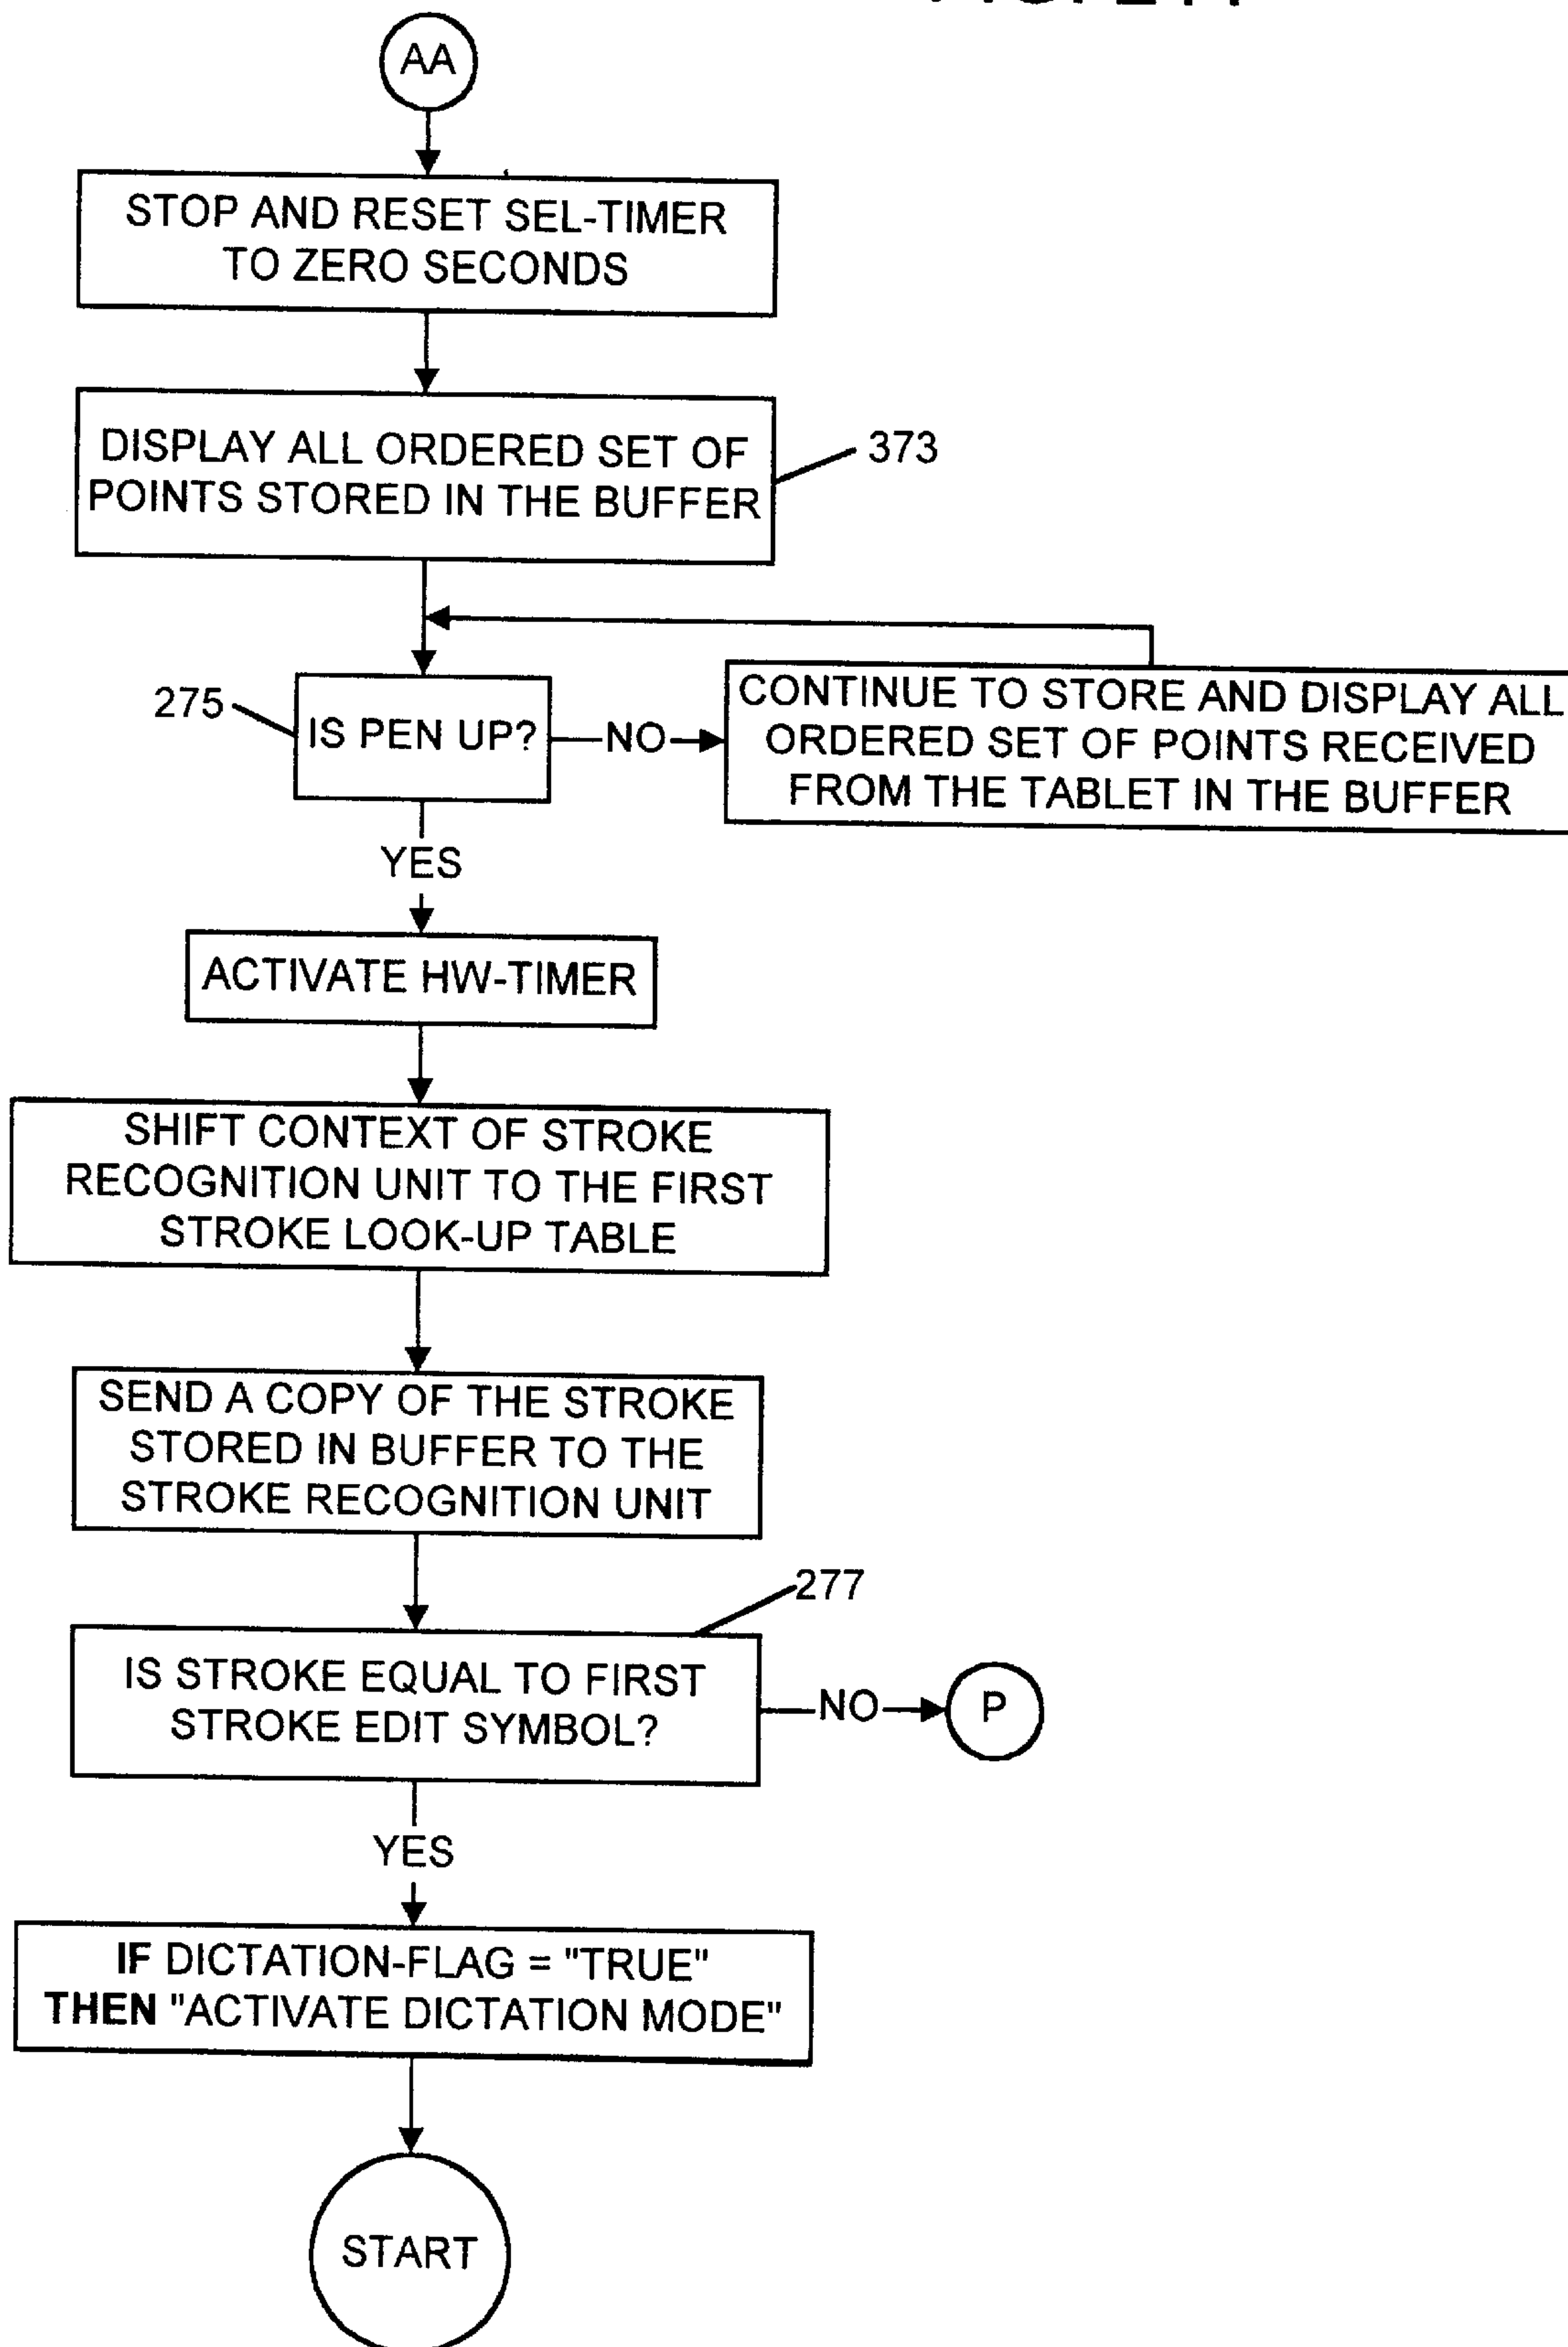 AA
STOP AND RESET SEL-TIMER
TO ZERO SECONDS
DISPLAY ALL ORDERED SET OF
POINTS STORED IN THE BUFFER
373
275
IS PEN UP?
NO
CONTINUE TO STORE AND DISPLAY ALL
ORDERED SET OF POINTS RECEIVED
FROM THE TABLET IN THE BUFFER
YES
ACTIVATE HW-TIMER
SHIFT CONTEXT OF STROKE
RECOGNITION UNIT TO THE FIRST
STROKE LOOK-UP TABLE
SEND A COPY OF THE STROKE
STORED IN BUFFER TO THE
STROKE RECOGNITION UNIT
277
IS STROKE EQUAL TO FIRST
STROKE EDIT SYMBOL?
NO
P
YES
IF DICTATION-FLAG = "TRUE"
THEN "ACTIVATE DICTATION MODE"
START